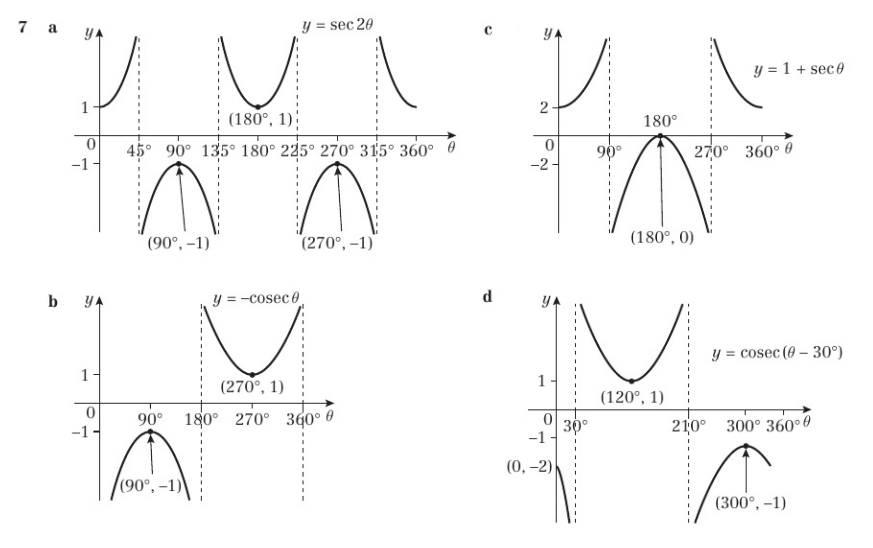 7 a
y
y = sec 2θ
1
(180°, 1)
0
45° 90° 135° 180° 225° 270° 315° 360° θ
–1
(90°, –1)
(270°, –1)
c
y
y = 1 + sec θ
2
180°
0
90° 270° 360° θ
–2
(180°, 0)
b
y
y = –cosec θ
1
(270°, 1)
0
90° 180° 270° 360° θ
–1
(90°, –1)
d
y
y = cosec (θ – 30°)
1
(120°, 1)
0 30° 210° 300° 360° θ
–1
(0, –2)
(300°, –1)